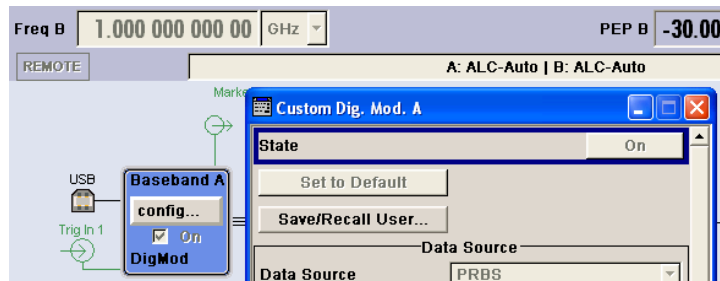 Freq B 1.000 000 000 00 GHz PEP B -30.00
REMOTE A: ALC-Auto | B: ALC-Auto
Marke
Custom Dig. Mod. A
State On
USB
Baseband A
Set to Default
config...
Save/Recall User...
Trig In 1
On
DigMod
Data Source
Data Source PRBS